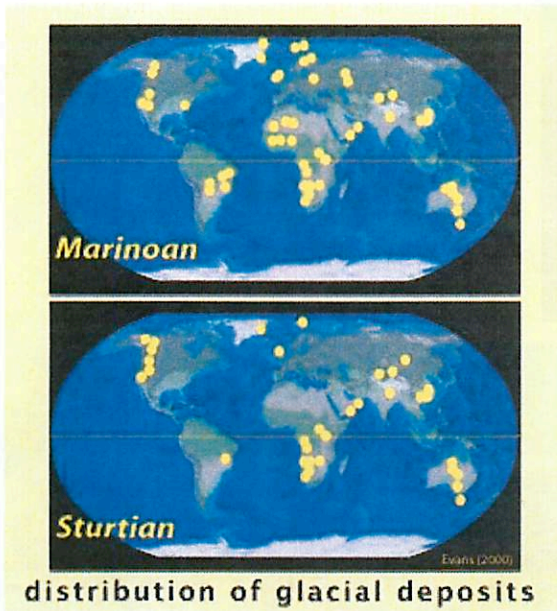 Marinoan
Sturtian
Evans (2000)
distribution of glacial deposits